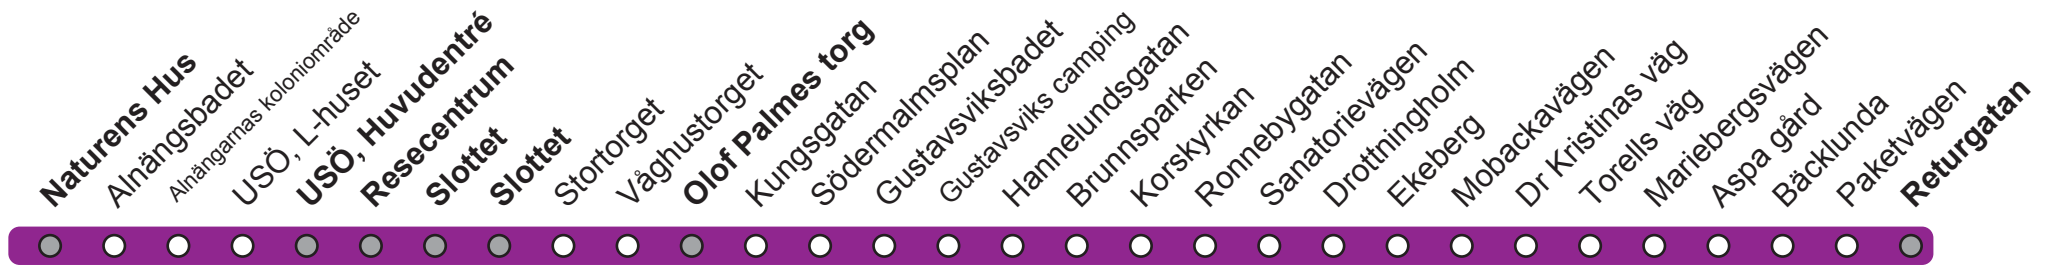 Naturens Hus
Alnängsbadet
Alnängarnas koloniområde
USÖ, L-huset
USÖ, Huvudentré
Resecentrum
Slottet
Slottet
Stortorget
Våghustorget
Olof Palmes torg
Kungsgatan
Södermalmsplan
Gustavsviksbadet
Gustavsviks camping
Hannelundsgatan
Brunnsparken
Korskyrkan
Ronnebygatan
Sanatorievägen
Drottningholm
Ekeberg
Mobackavägen
Dr Kristinas väg
Torells väg
Mariebergsvägen
Aspa gård
Bäcklunda
Paketvägen
Returgatan